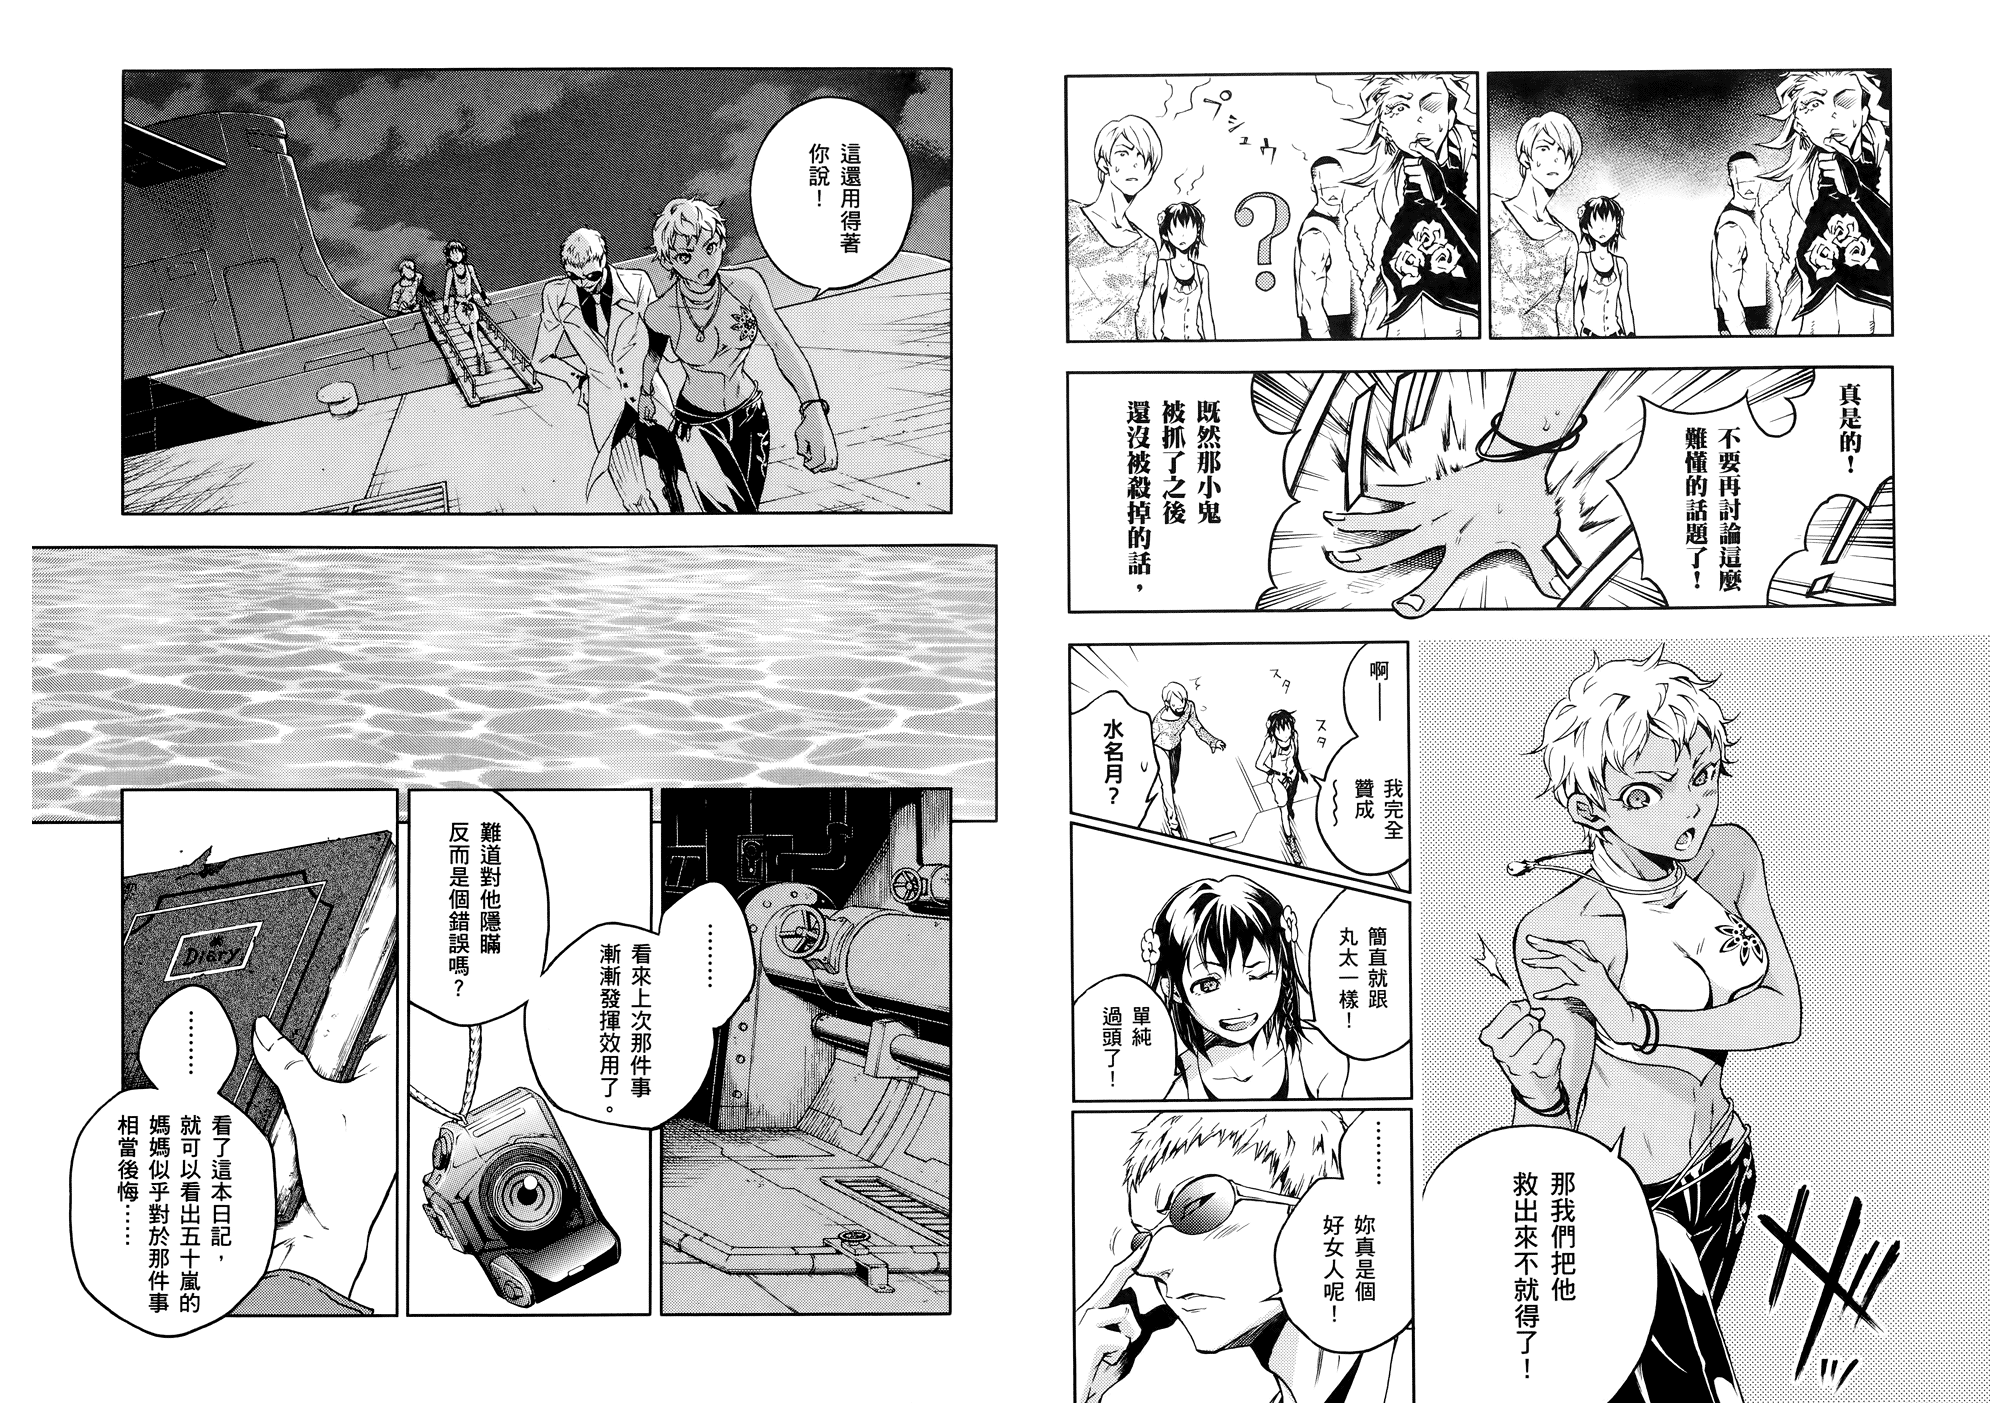 ペシュウ
?
真是的！
不要再討論這麼
難懂的話題了！
既然那小鬼
被抓了之後
還沒被殺掉的話，
那我們把他
救出來不就得了！
啊——
我完全
贊成
～～
スタ
スタ
水名月？
簡直就跟
丸太一樣！
單純
過頭了！
………
妳真是個
好女人呢！
這還用得著
你說！
………
看來上次那件事
漸漸發揮效用了。
難道對他隱瞞
反而是個錯誤嗎？
Diary
………
看了這本日記，
就可以看出五十嵐的
媽媽似乎對於那件事
相當後悔……